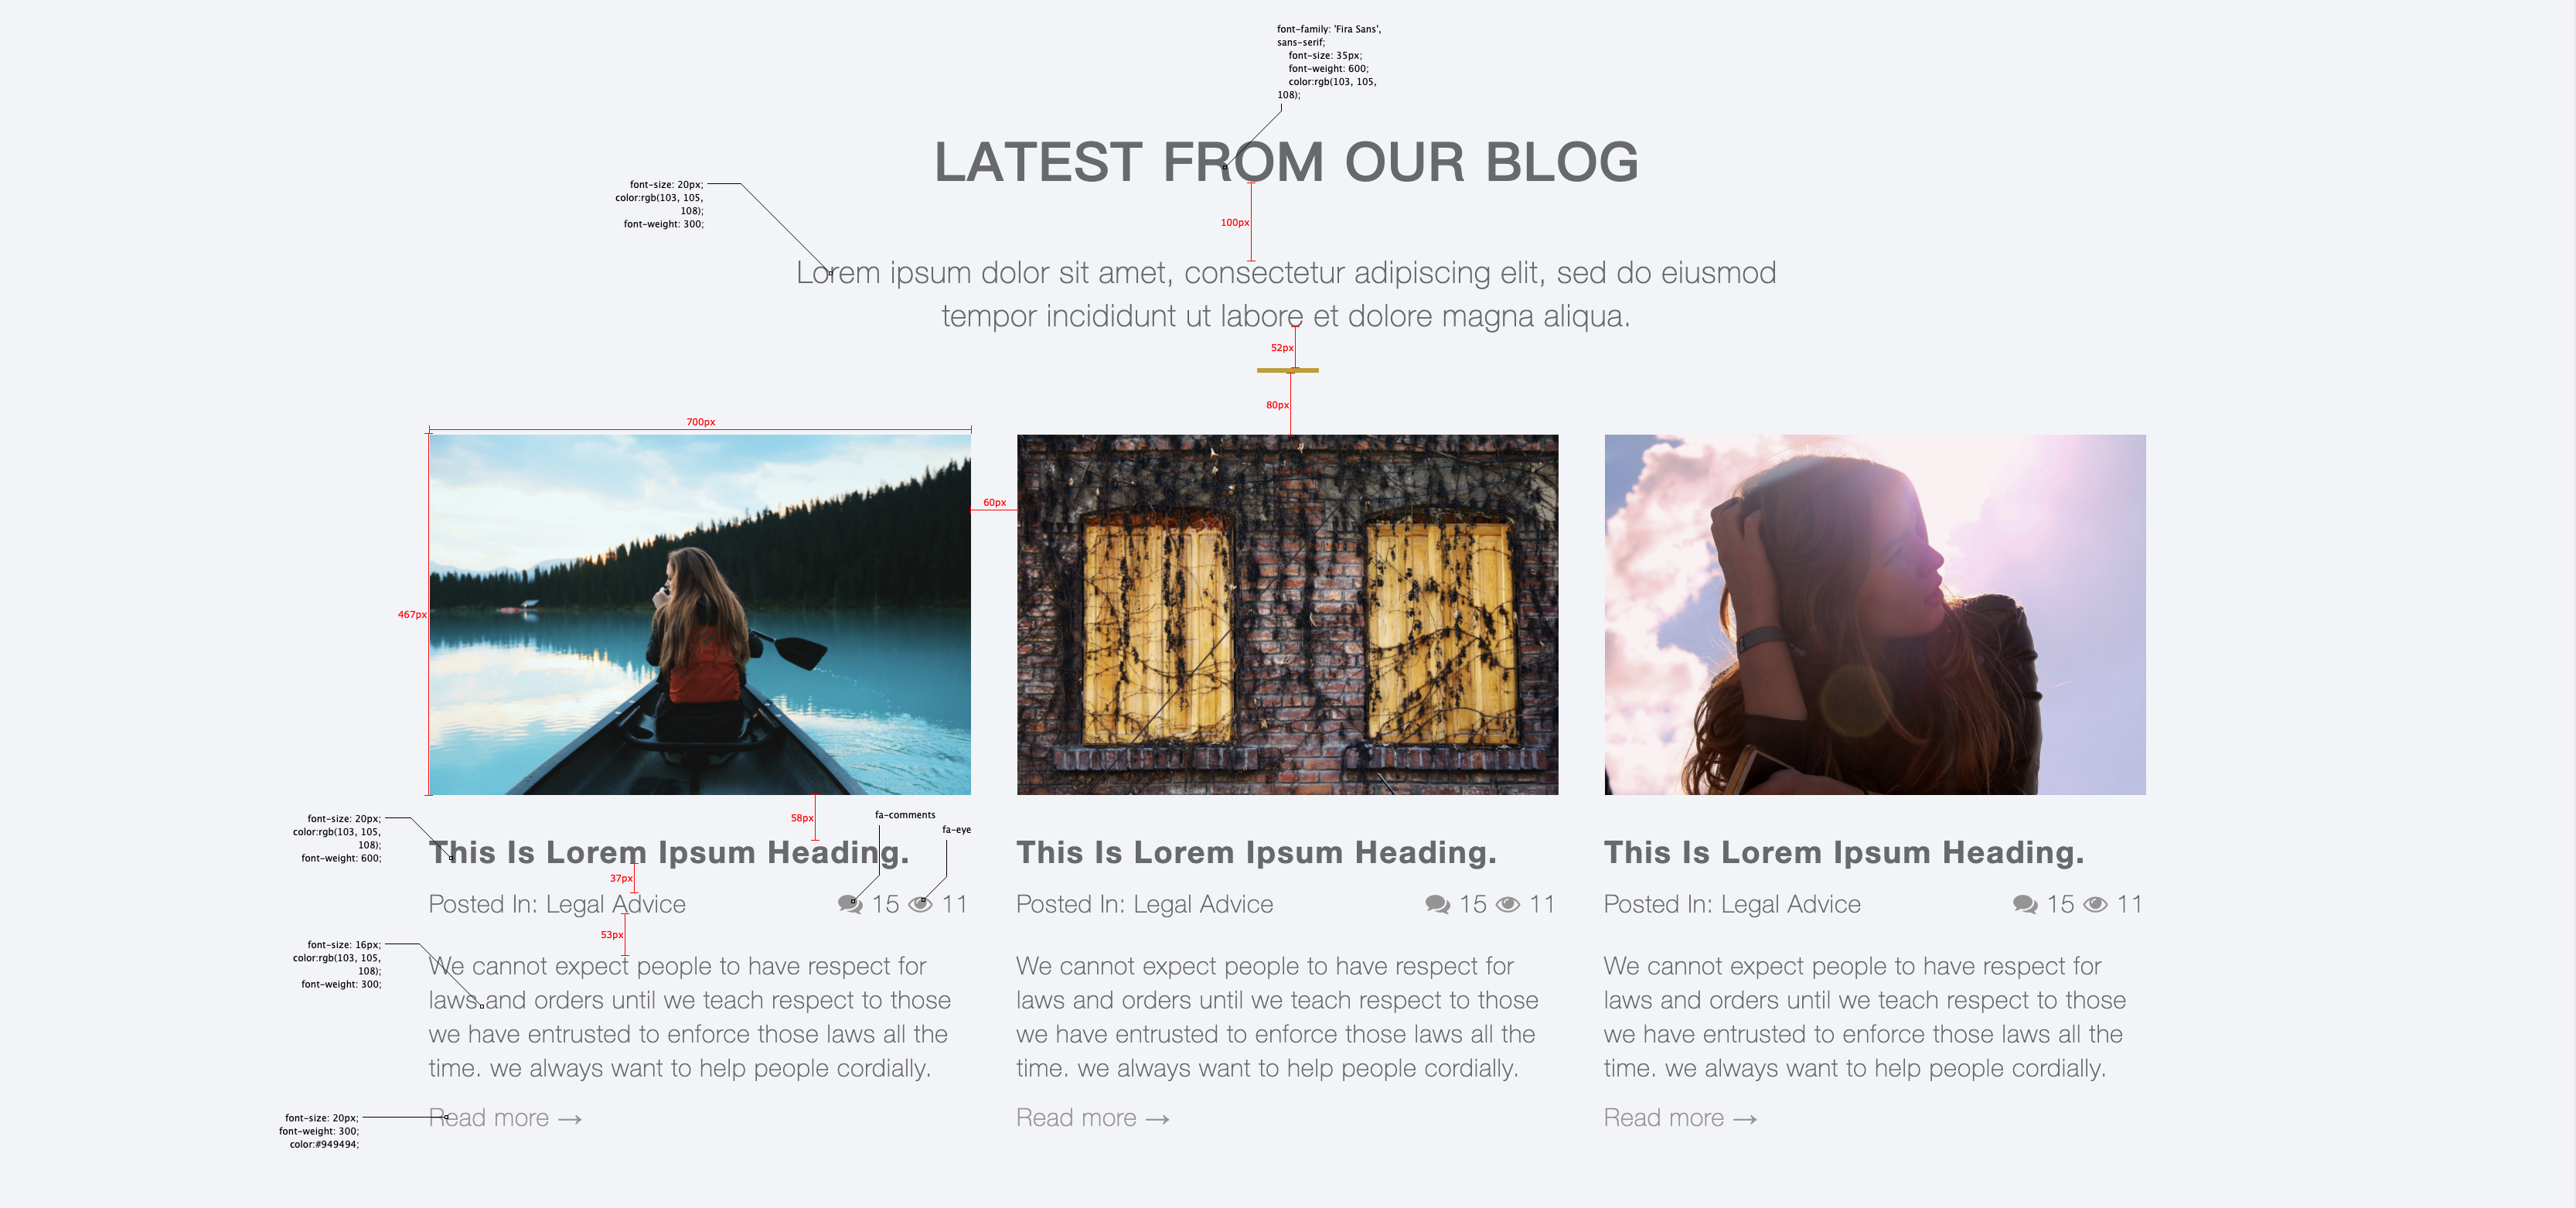 font-family: 'Fira Sans',
sans-serif;
font-size: 35px;
font-weight: 600;
color:rgb(103, 105,
108);
LATEST FROM OUR BLOG
font-size: 20px;
color:rgb(103, 105,
108);
font-weight: 300;
100px
Lorem ipsum dolor sit amet, consectetur adipiscing elit, sed do eiusmod
tempor incididunt ut labore et dolore magna aliqua.
52px
80px
700px
60px
467px
58px
fa-comments
fa-eye
font-size: 20px;
color:rgb(103, 105,
108);
font-weight: 600;
This Is Lorem Ipsum Heading.
37px
Posted In: Legal Advice 15 11
53px
font-size: 16px;
color:rgb(103, 105,
108);
font-weight: 300;
We cannot expect people to have respect for
laws and orders until we teach respect to those
we have entrusted to enforce those laws all the
time. we always want to help people cordially.
font-size: 20px;
font-weight: 300;
color:#949494;
Read more →
This Is Lorem Ipsum Heading.
Posted In: Legal Advice 15 11
We cannot expect people to have respect for
laws and orders until we teach respect to those
we have entrusted to enforce those laws all the
time. we always want to help people cordially.
Read more →
This Is Lorem Ipsum Heading.
Posted In: Legal Advice 15 11
We cannot expect people to have respect for
laws and orders until we teach respect to those
we have entrusted to enforce those laws all the
time. we always want to help people cordially.
Read more →